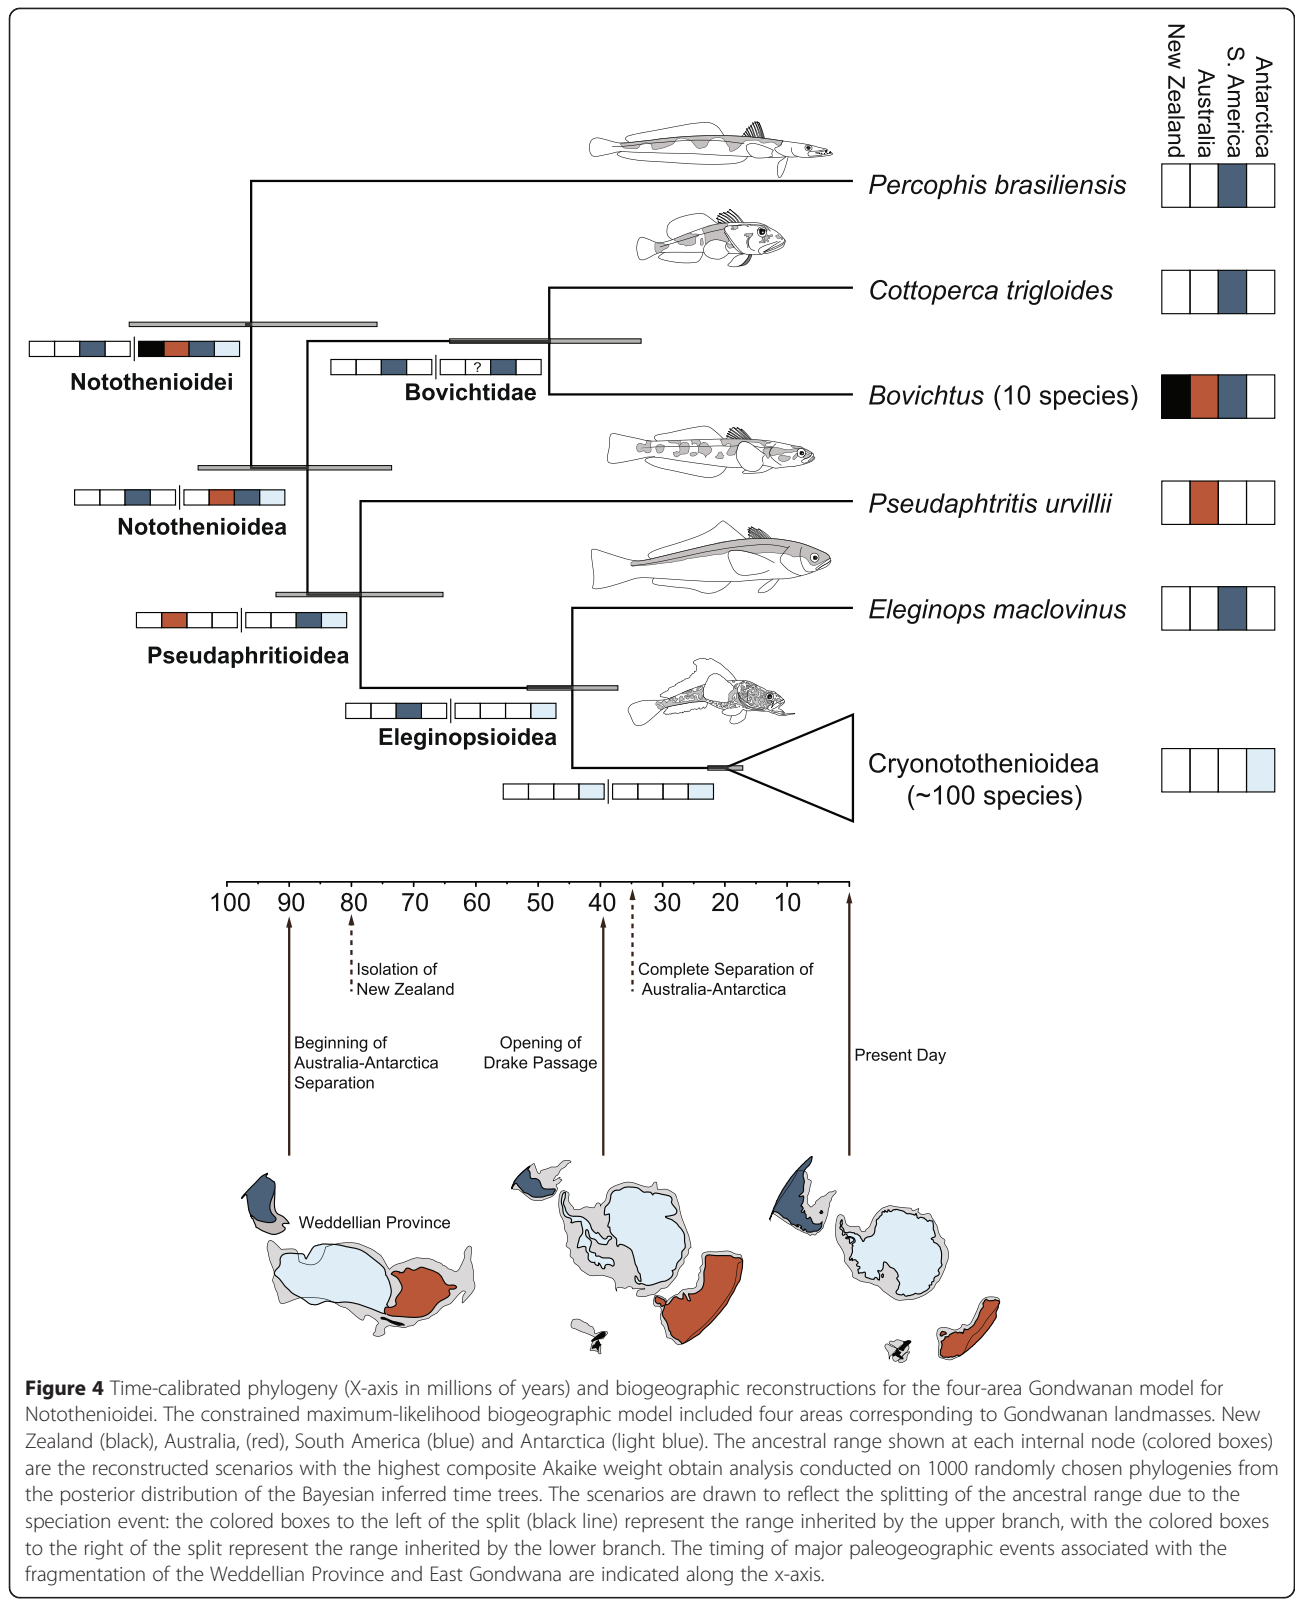 New Zealand
Australia
S. America
Antarctica
Percophis brasiliensis
Cottoperca trigloides
Notothenioidei
?
Bovichtidae
Bovichtus (10 species)
Pseudaphtritis urvillii
Notothenioidea
Eleginops maclovinus
Pseudaphritioidea
Eleginopsioidea
Cryonotothenioidea
(~100 species)
100 90 80 70 60 50 40 30 20 10
Isolation of
New Zealand
Complete Separation of
Australia-Antarctica
Beginning of
Australia-Antarctica
Separation
Opening of
Drake Passage
Present Day
Weddellian Province
Figure 4 Time-calibrated phylogeny (X-axis in millions of years) and biogeographic reconstructions for the four-area Gondwanan model for
Notothenioidei. The constrained maximum-likelihood biogeographic model included four areas corresponding to Gondwanan landmasses. New
Zealand (black), Australia, (red), South America (blue) and Antarctica (light blue). The ancestral range shown at each internal node (colored boxes)
are the reconstructed scenarios with the highest composite Akaike weight obtain analysis conducted on 1000 randomly chosen phylogenies from
the posterior distribution of the Bayesian inferred time trees. The scenarios are drawn to reflect the splitting of the ancestral range due to the
speciation event: the colored boxes to the left of the split (black line) represent the range inherited by the upper branch, with the colored boxes
to the right of the split represent the range inherited by the lower branch. The timing of major paleogeographic events associated with the
fragmentation of the Weddellian Province and East Gondwana are indicated along the x-axis.